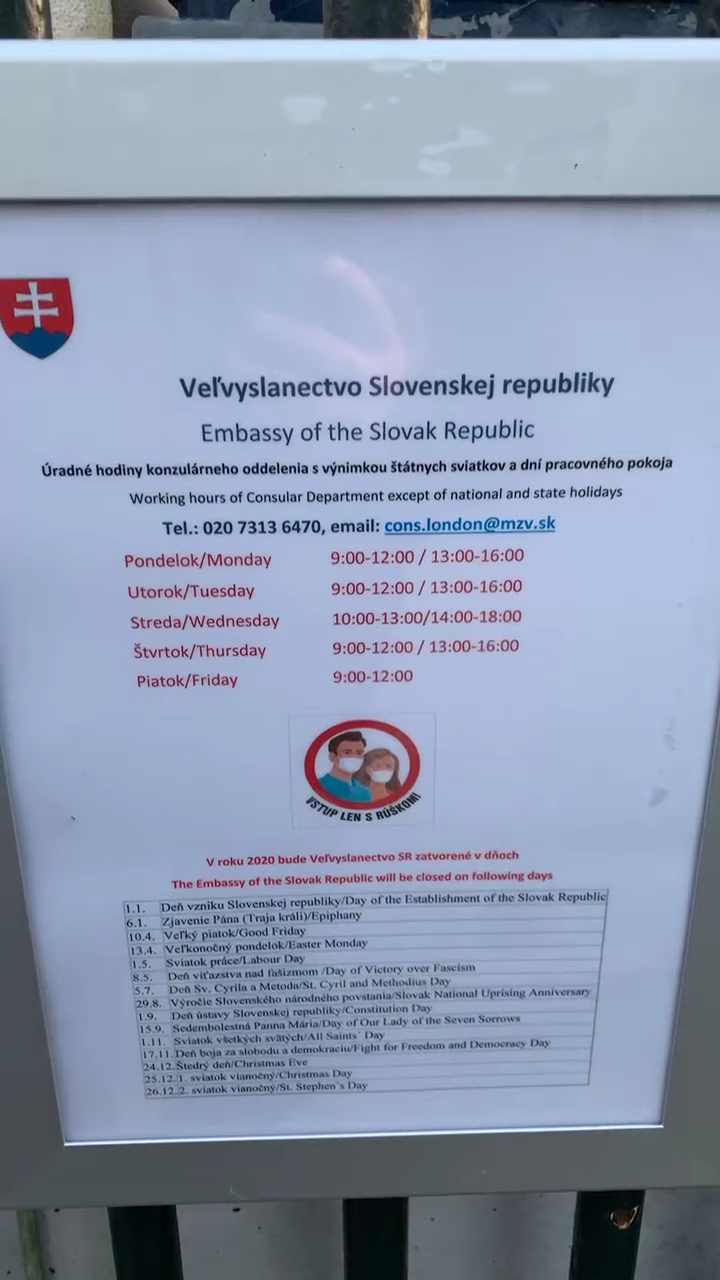 Veľvyslanectvo Slovenskej republiky
Embassy of the Slovak Republic
Úradné hodiny konzulárneho oddelenia s výnimkou štátnych sviatkov a dní pracovného pokoja
Working hours of Consular Department except of national and state holidays
Tel.: 020 7313 6470, email: cons.london@mzv.sk
Pondelok/Monday 9:00-12:00 / 13:00-16:00
Utorok/Tuesday 9:00-12:00 / 13:00-16:00
Streda/Wednesday 10:00-13:00/14:00-18:00
Štvrtok/Thursday 9:00-12:00 / 13:00-16:00
Piatok/Friday 9:00-12:00
VSTUP LEN S RÚŠKOM!
V roku 2020 bude Veľvyslanectvo SR zatvorené v dňoch
The Embassy of the Slovak Republic will be closed on following days
1.1. Deň vzniku Slovenskej republiky/Day of the Establishment of the Slovak Republic
6.1. Zjavenie Pána (Traja králi)/Epiphany
10.4. Veľký piatok/Good Friday
13.4. Veľkonočný pondelok/Easter Monday
1.5. Sviatok práce/Labour Day
8.5. Deň víťazstva nad fašizmom /Day of Victory over Fascism
5.7. Deň Sv. Cyrila a Metoda/St. Cyril and Methodius Day
29.8. Výročie Slovenského národného povstania/Slovak National Uprising Anniversary
1.9. Deň ústavy Slovenskej republiky/Constitution Day
15.9. Sedembolestná Panna Mária/Day of Our Lady of the Seven Sorrows
1.11. Sviatok všetkých svätých/All Saints´ Day
17.11. Deň boja za slobodu a demokraciu/Fight for Freedom and Democracy Day
24.12. Štedrý deň/Christmas Eve
25.12. 1. sviatok vianočný/Christmas Day
26.12. 2. sviatok vianočný/St. Stephen`s Day